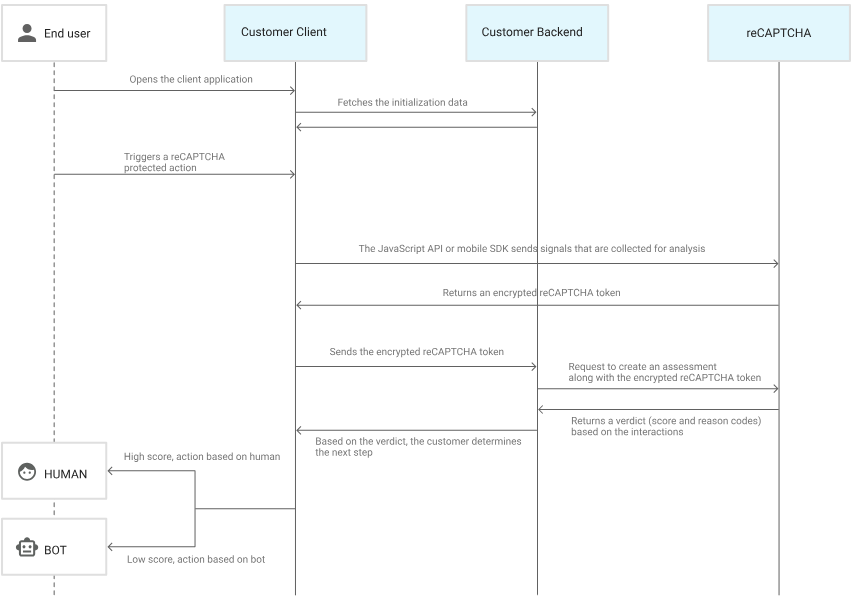 End user
Customer Client
Customer Backend
reCAPTCHA
Opens the client application
Fetches the initialization data
Triggers a reCAPTCHA
protected action
The JavaScript API or mobile SDK sends signals that are collected for analysis
Returns an encrypted reCAPTCHA token
Sends the encrypted reCAPTCHA token
Request to create an assessment
along with the encrypted reCAPTCHA token
Returns a verdict (score and reason codes)
based on the interactions
Based on the verdict, the customer determines
the next step
High score, action based on human
HUMAN
BOT
Low score, action based on bot